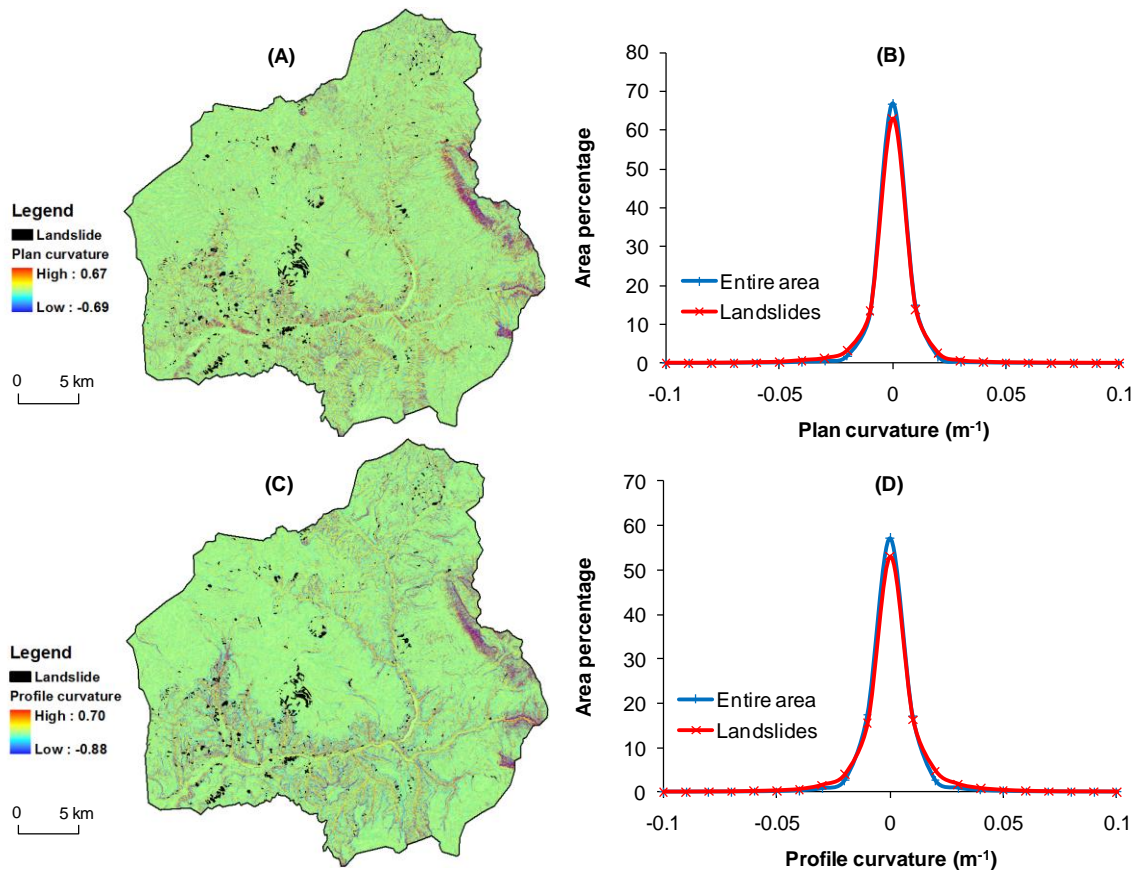 (A)
Legend
Landslide
Plan curvature
High : 0.67
Low : -0.69
0 5 km
(B)
Area percentage
80
70
60
50
40
30
20
10
0
Entire area
Landslides
-0.1 -0.05 0 0.05 0.1
Plan curvature (m⁻¹)
(C)
Legend
Landslide
Profile curvature
High : 0.70
Low : -0.88
0 5 km
(D)
Area percentage
70
60
50
40
30
20
10
0
Entire area
Landslides
-0.1 -0.05 0 0.05 0.1
Profile curvature (m⁻¹)